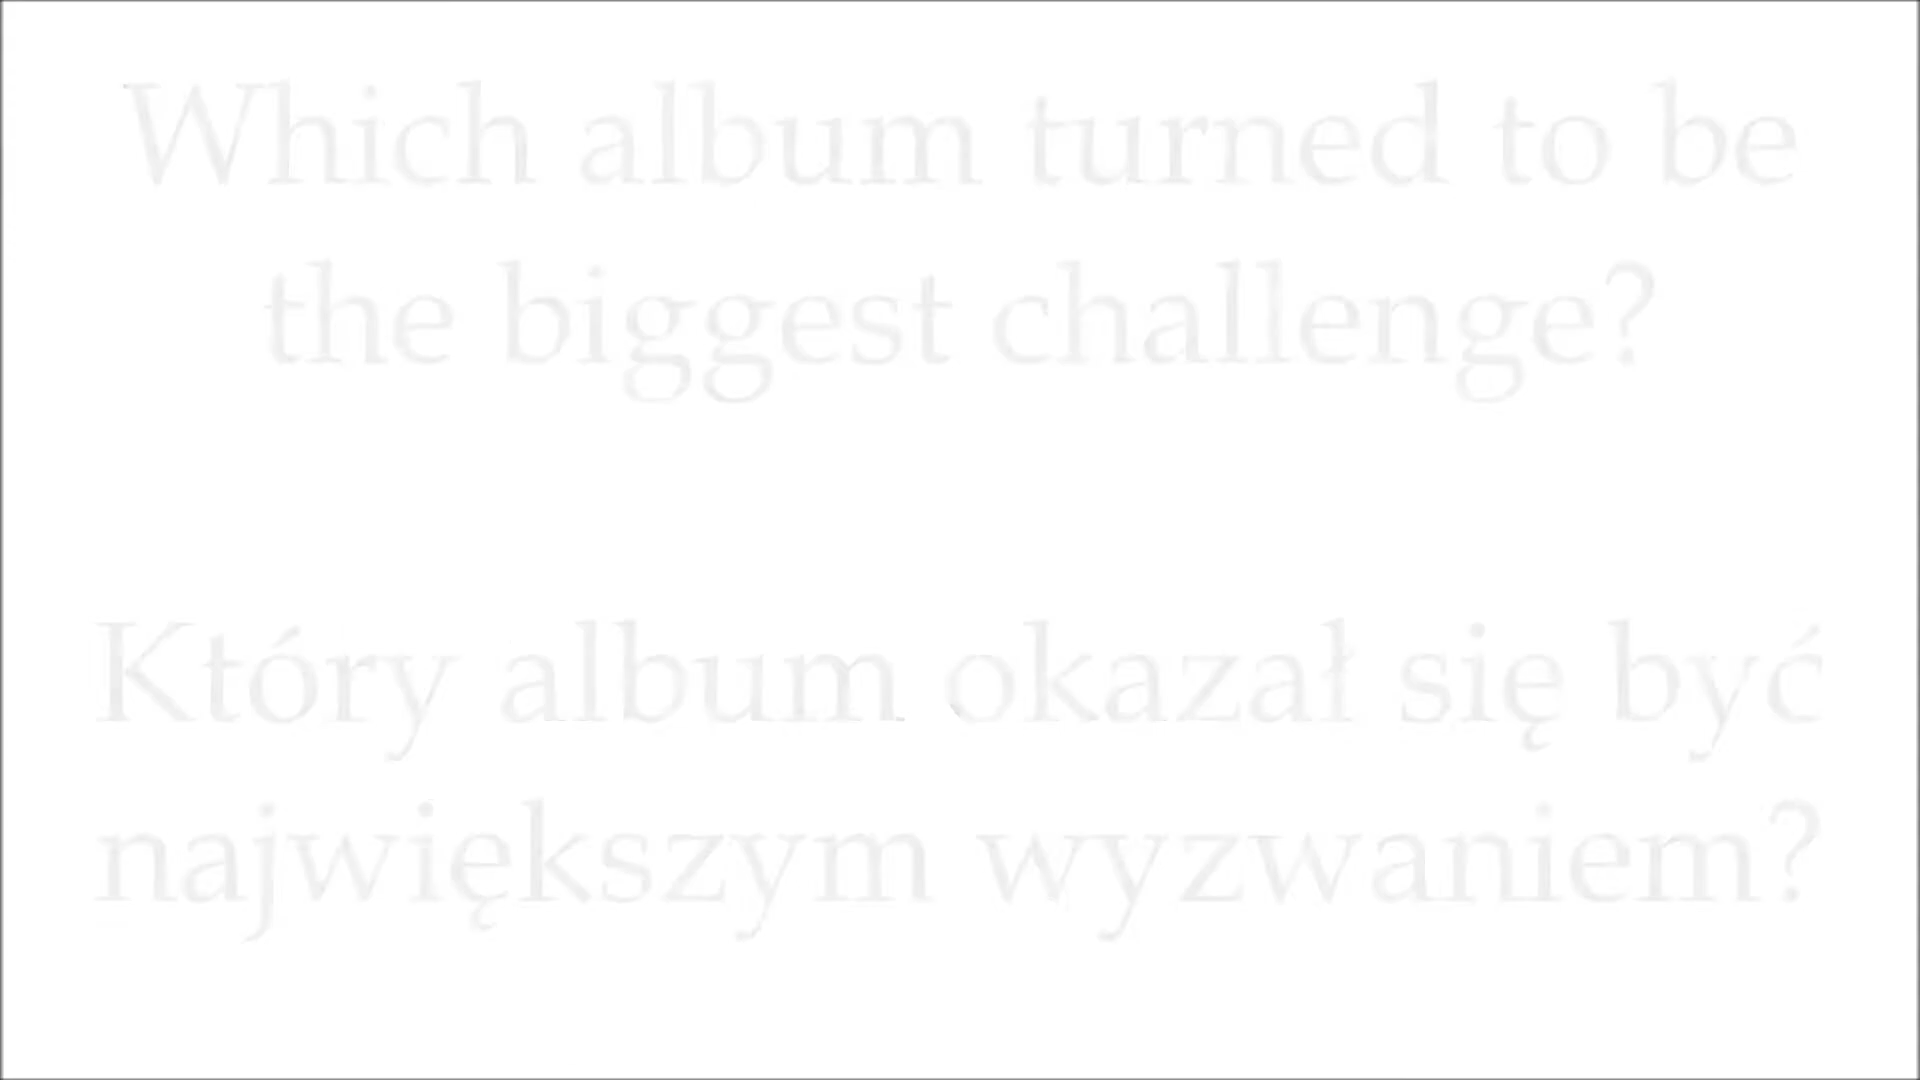 Which album turned to be
the biggest challenge?
Który album okazał się być
największym wyzwaniem?